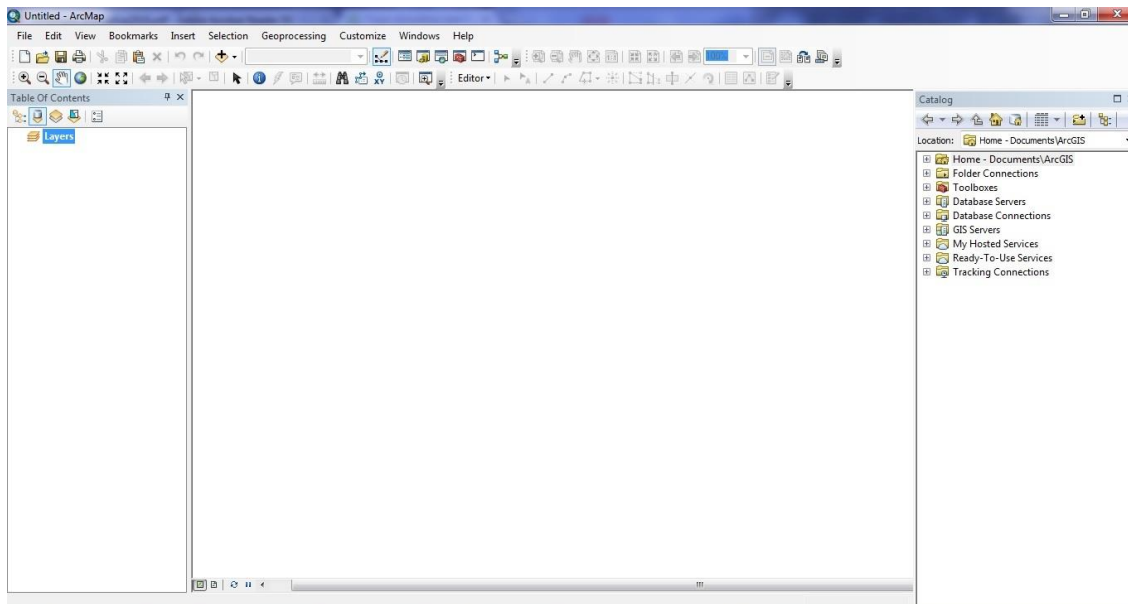 Untitled - ArcMap
File Edit View Bookmarks Insert Selection Geoprocessing Customize Windows Help
Editor
Table Of Contents
Layers
Catalog
Location: Home - Documents\ArcGIS
Home - Documents\ArcGIS
Folder Connections
Toolboxes
Database Servers
Database Connections
GIS Servers
My Hosted Services
Ready-To-Use Services
Tracking Connections